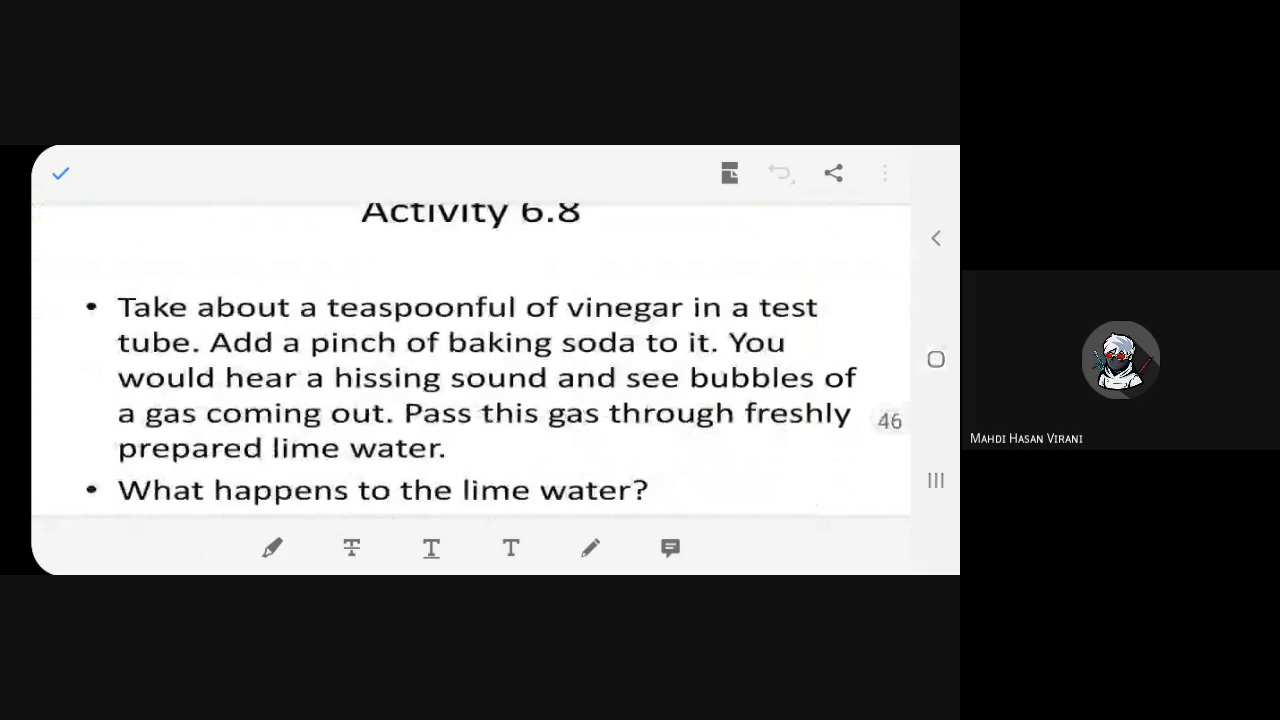 Activity 6.8
• Take about a teaspoonful of vinegar in a test
tube. Add a pinch of baking soda to it. You
would hear a hissing sound and see bubbles of
a gas coming out. Pass this gas through freshly
prepared lime water.
• What happens to the lime water?
46
Mahdi Hasan Virani